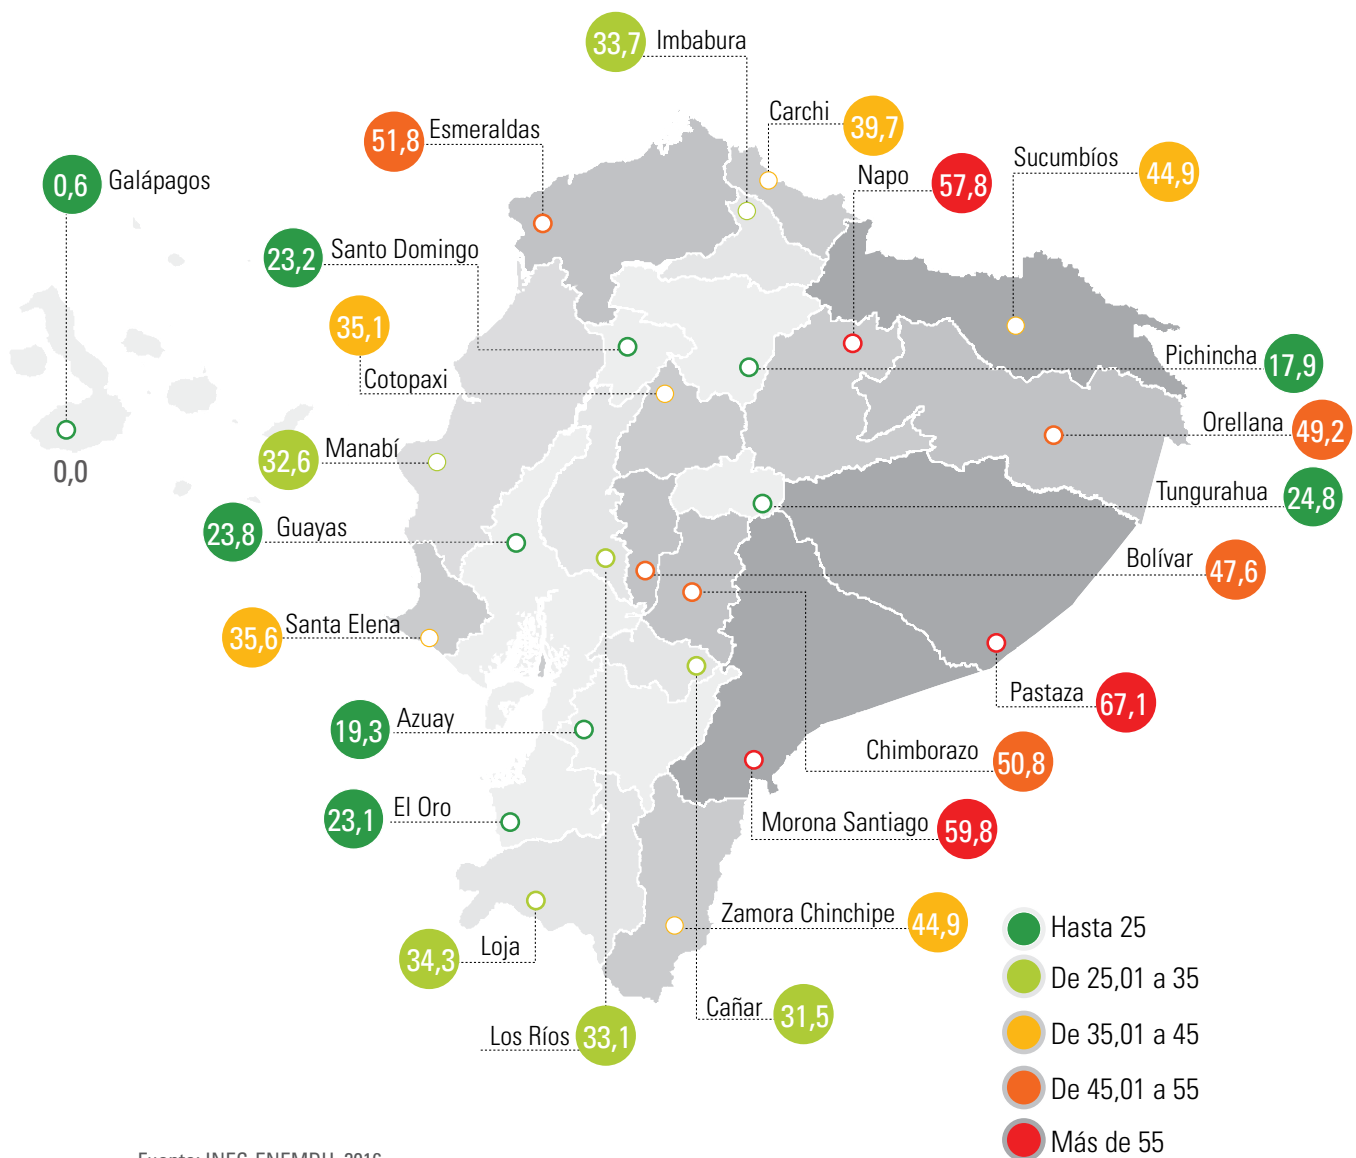 33,7 Imbabura
Carchi 39,7
51,8 Esmeraldas
Sucumbíos 44,9
Napo 57,8
0,6 Galápagos
23,2 Santo Domingo
35,1
Cotopaxi
Pichincha 17,9
Orellana 49,2
32,6 Manabí
0,0
Tungurahua 24,8
23,8 Guayas
Bolívar 47,6
35,6 Santa Elena
Pastaza 67,1
19,3 Azuay
Chimborazo 50,8
23,1 El Oro
Morona Santiago 59,8
Zamora Chinchipe 44,9
34,3 Loja
Cañar 31,5
Los Ríos 33,1
Hasta 25
De 25,01 a 35
De 35,01 a 45
De 45,01 a 55
Más de 55
Fuente: INEC-ENEMDU, 2016